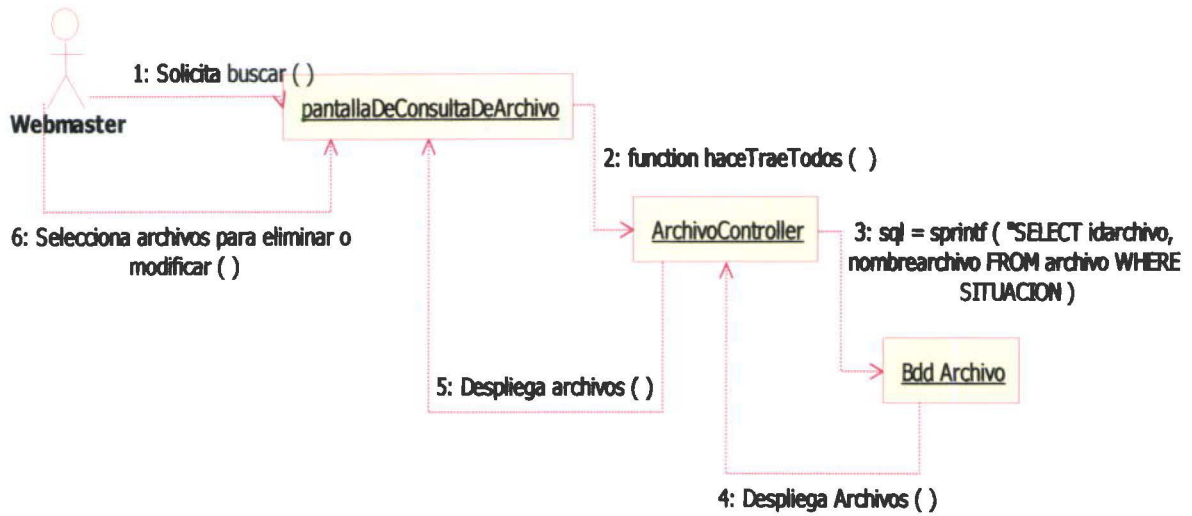 1: Solicita buscar ( )
Webmaster
pantallaDeConsultaDeArchivo
2: function haceTraeTodos ( )
6: Selecciona archivos para eliminar o
modificar ( )
ArchivoController
3: sql = sprintf ( "SELECT idarchivo,
nombrearchivo FROM archivo WHERE
SITUACION )
Bdd Archivo
5: Despliega archivos ( )
4: Despliega Archivos ( )